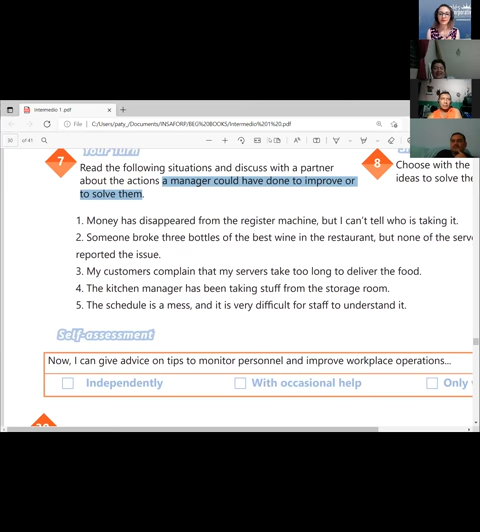 Intermedio 1 .pdf
File
C:/Users/paty_/Documents/INSAFORP/BEG%20BOOKS/Intermedio%201%20.pdf
30 of 41
Your turn
7
8
Read the following situations and discuss with a partner
about the actions a manager could have done to improve or
to solve them.
Choose with the
ideas to solve the
1. Money has disappeared from the register machine, but I can't tell who is taking it.
2. Someone broke three bottles of the best wine in the restaurant, but none of the serve
reported the issue.
3. My customers complain that my servers take too long to deliver the food.
4. The kitchen manager has been taking stuff from the storage room.
5. The schedule is a mess, and it is very difficult for staff to understand it.
Self-assessment
Now, I can give advice on tips to monitor personnel and improve workplace operations...
Independently
With occasional help
Only